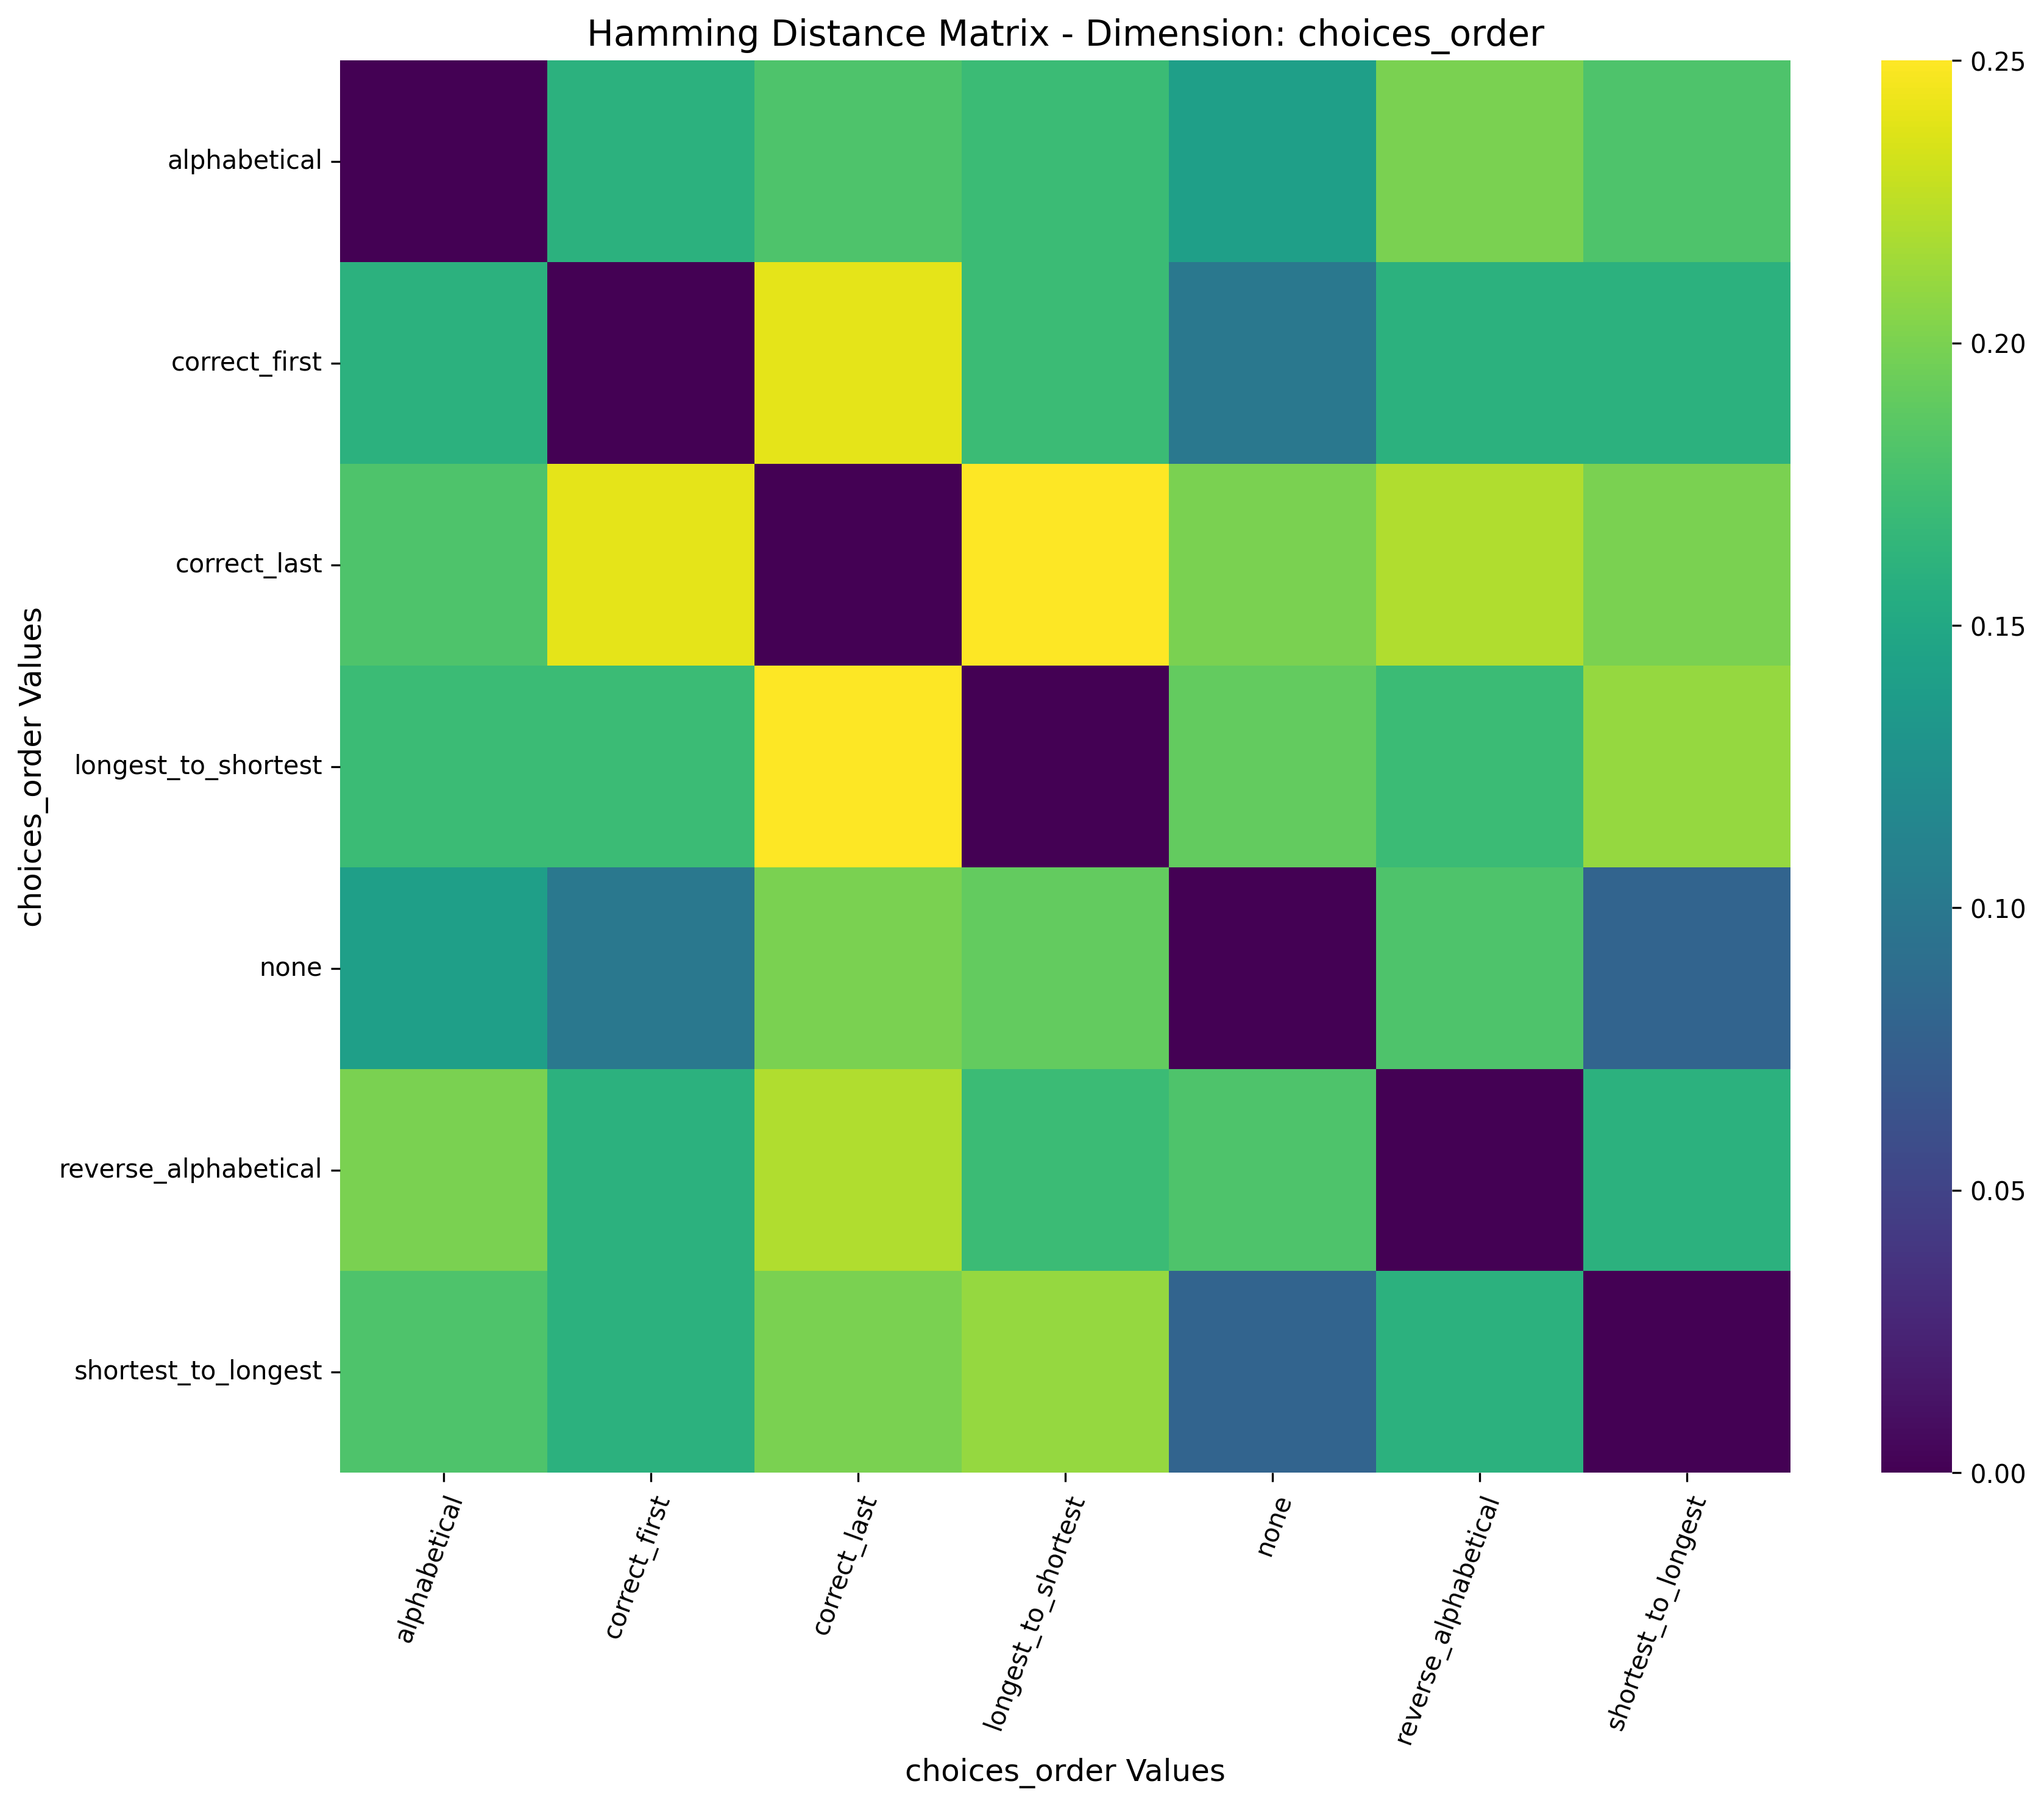 Hamming Distance Matrix - Dimension: choices_order
choices_order Values
alphabetical
correct_first
correct_last
longest_to_shortest
none
reverse_alphabetical
shortest_to_longest
alphabetical
correct_first
correct_last
longest_to_shortest
none
reverse_alphabetical
shortest_to_longest
choices_order Values
0.25
0.20
0.15
0.10
0.05
0.00